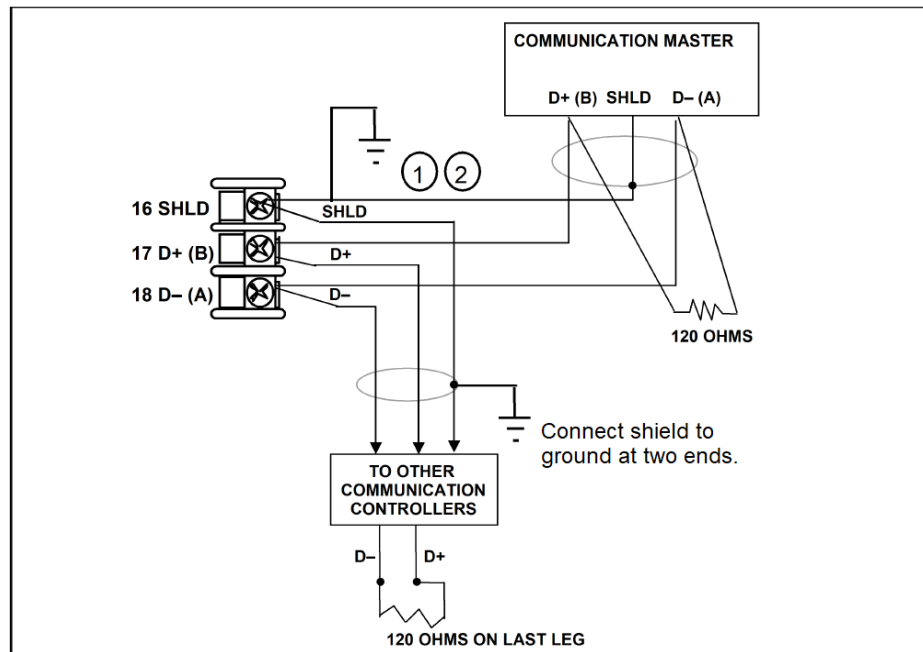 COMMUNICATION MASTER
D+ (B) SHLD D– (A)
1 2
16 SHLD
SHLD
17 D+ (B)
D+
18 D– (A)
D–
120 OHMS
Connect shield to
ground at two ends.
TO OTHER
COMMUNICATION
CONTROLLERS
D– D+
120 OHMS ON LAST LEG